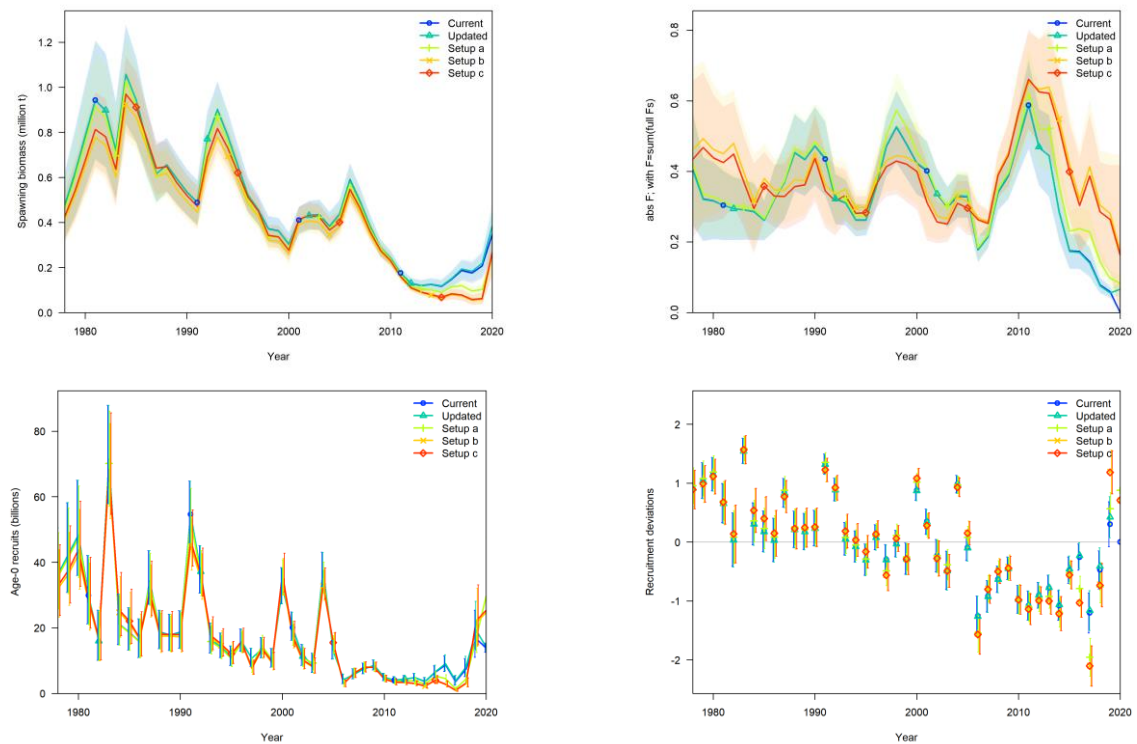 Current
Updated
Setup a
Setup b
Setup c
1.2
1.0
0.8
0.6
0.4
0.2
0.0
Spawning biomass (million t)
1980 1990 2000 2010 2020
Year
Current
Updated
Setup a
Setup b
Setup c
0.8
0.6
0.4
0.2
0.0
abs F; with F=sum(full Fs)
1980 1990 2000 2010 2020
Year
Current
Updated
Setup a
Setup b
Setup c
80
60
40
20
0
Age-0 recruits (billions)
1980 1990 2000 2010 2020
Year
Current
Updated
Setup a
Setup b
Setup c
2
1
0
-1
-2
Recruitment deviations
1980 1990 2000 2010 2020
Year